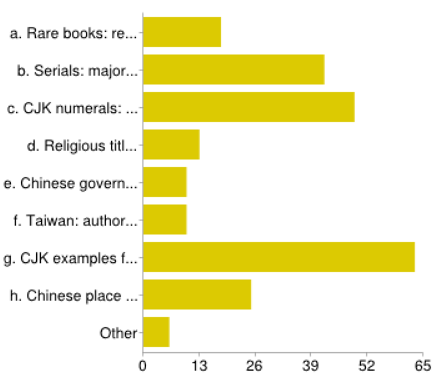 a. Rare books: re...
b. Serials: major...
c. CJK numerals: ...
d. Religious titl...
e. Chinese govern...
f. Taiwan: author...
g. CJK examples f...
h. Chinese place ...
Other
0 13 26 39 52 65